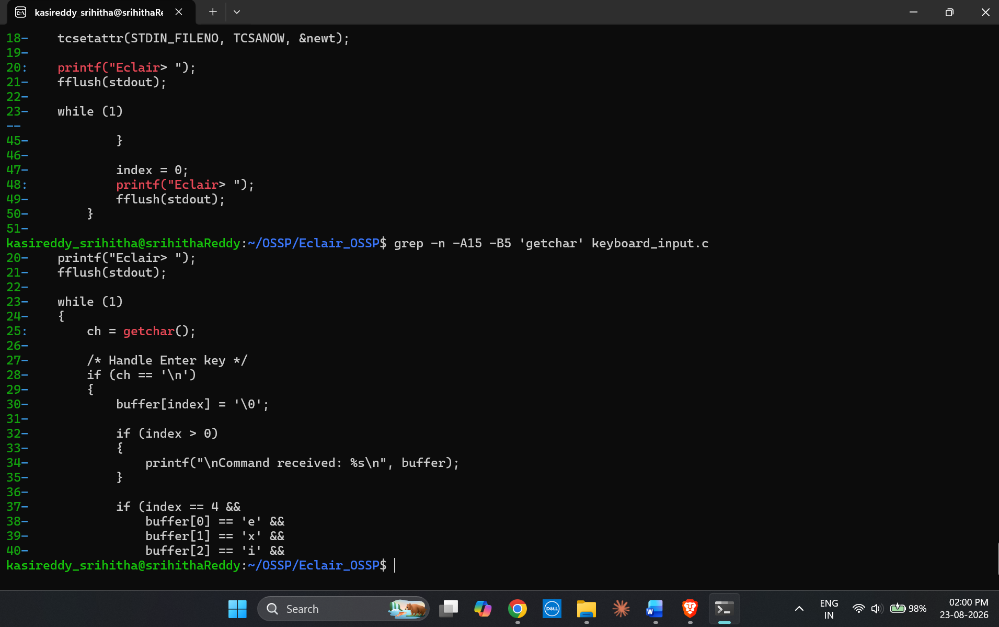 kasireddy_srihitha@srihithaRe
18-    tcsetattr(STDIN_FILENO, TCSANOW, &newt);
19-
20:    printf("Eclair> ");
21-    fflush(stdout);
22-
23-    while (1)
--
45-            }
46-
47-            index = 0;
48:            printf("Eclair> ");
49-            fflush(stdout);
50-        }
51-
kasireddy_srihitha@srihithaReddy:~/OSSP/Eclair_OSSP$ grep -n -A15 -B5 'getchar' keyboard_input.c
20-    printf("Eclair> ");
21-    fflush(stdout);
22-
23-    while (1)
24-    {
25:        ch = getchar();
26-
27-        /* Handle Enter key */
28-        if (ch == '\n')
29-        {
30-            buffer[index] = '\0';
31-
32-            if (index > 0)
33-            {
34-                printf("\nCommand received: %s\n", buffer);
35-            }
36-
37-            if (index == 4 &&
38-                buffer[0] == 'e' &&
39-                buffer[1] == 'x' &&
40-                buffer[2] == 'i' &&
kasireddy_srihitha@srihithaReddy:~/OSSP/Eclair_OSSP$
Search
DELL
W
ENG
IN
98%
02:00 PM
23-08-2026